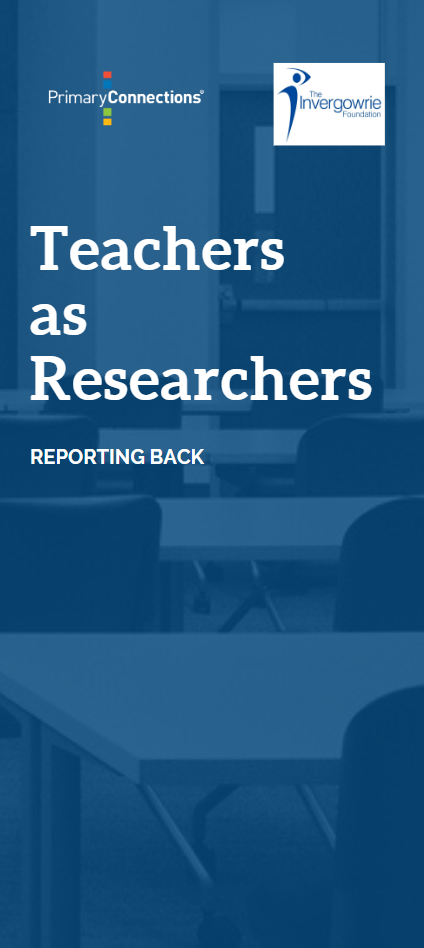 PrimaryConnections®
The
Invergowrie
Foundation
Teachers
as
Researchers
REPORTING BACK